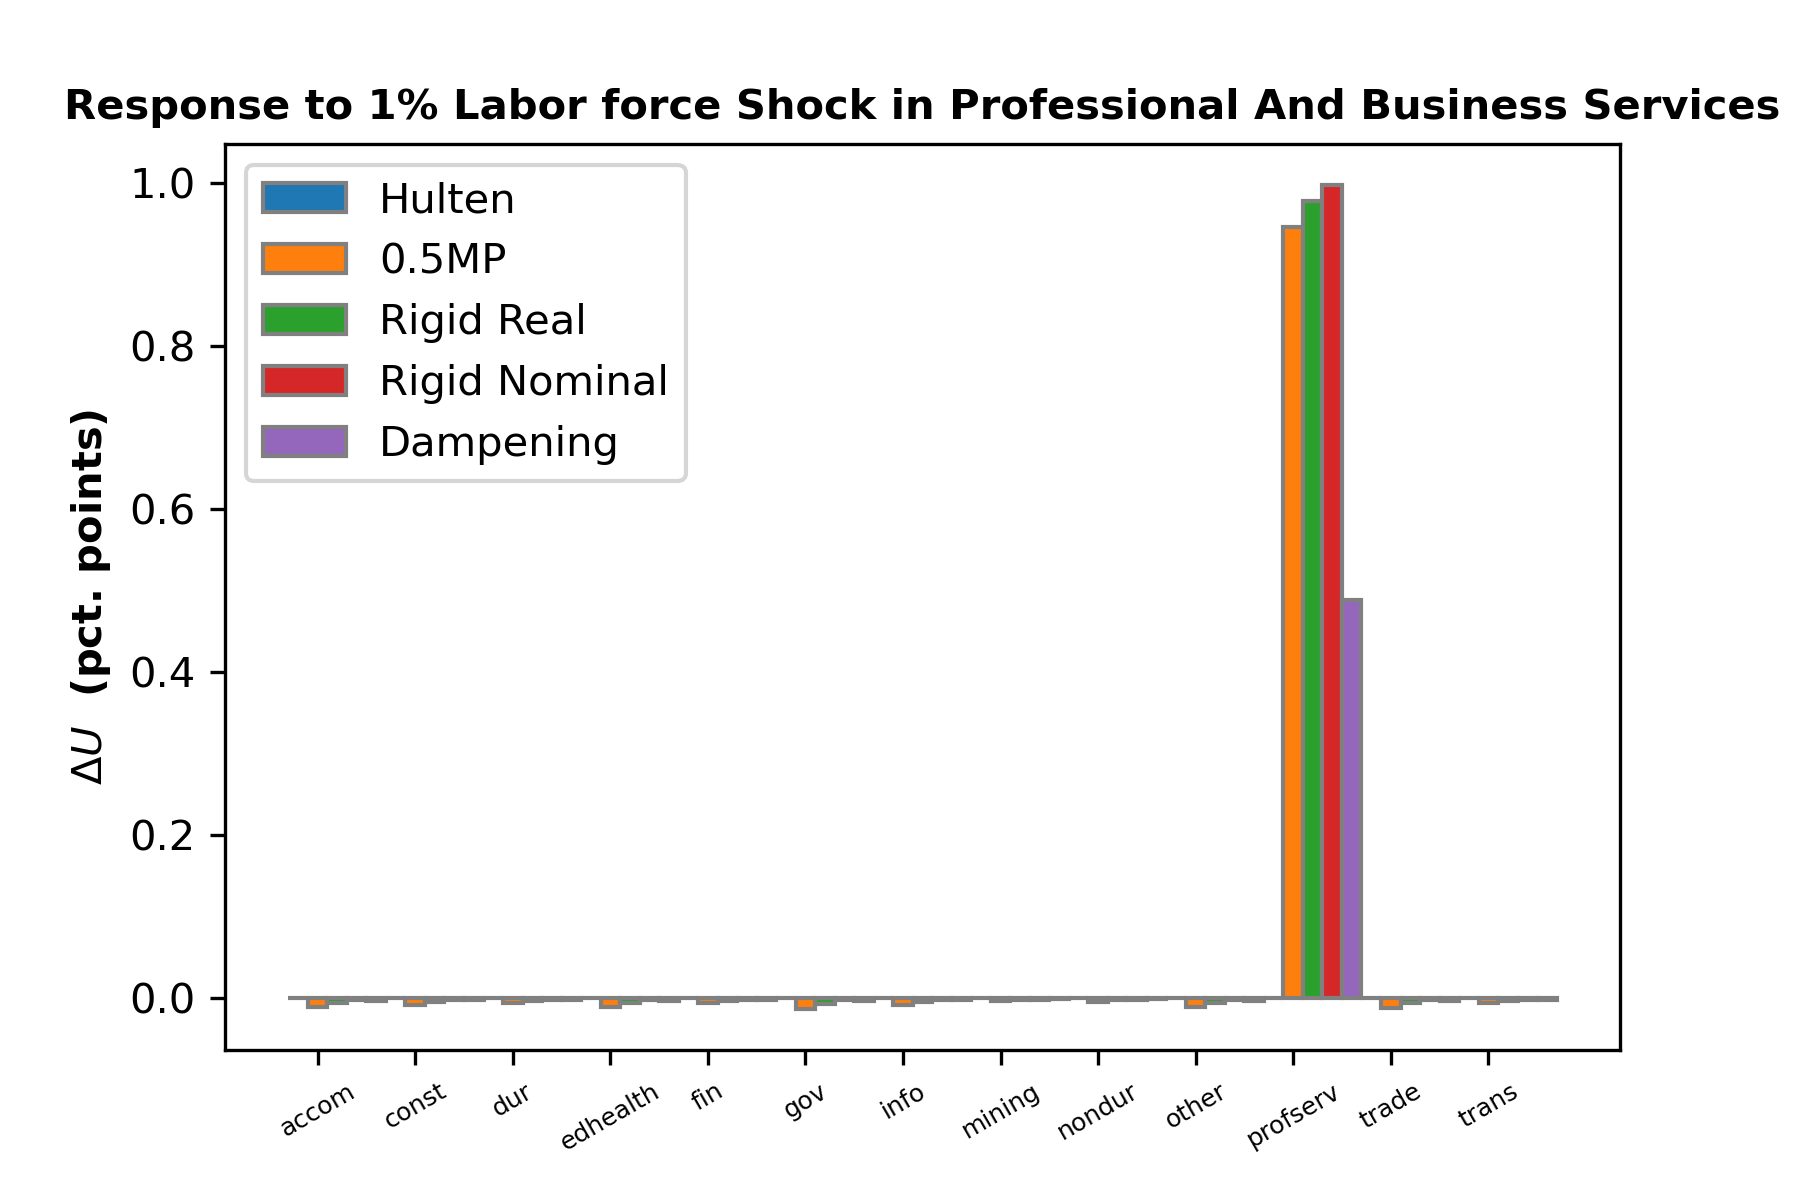 Response to 1% Labor force Shock in Professional And Business Services
Hulten
0.5MP
Rigid Real
Rigid Nominal
Dampening
ΔU (pct. points)
1.0
0.8
0.6
0.4
0.2
0.0
accom const dur edhealth fin gov info mining nondur other profserv trade trans